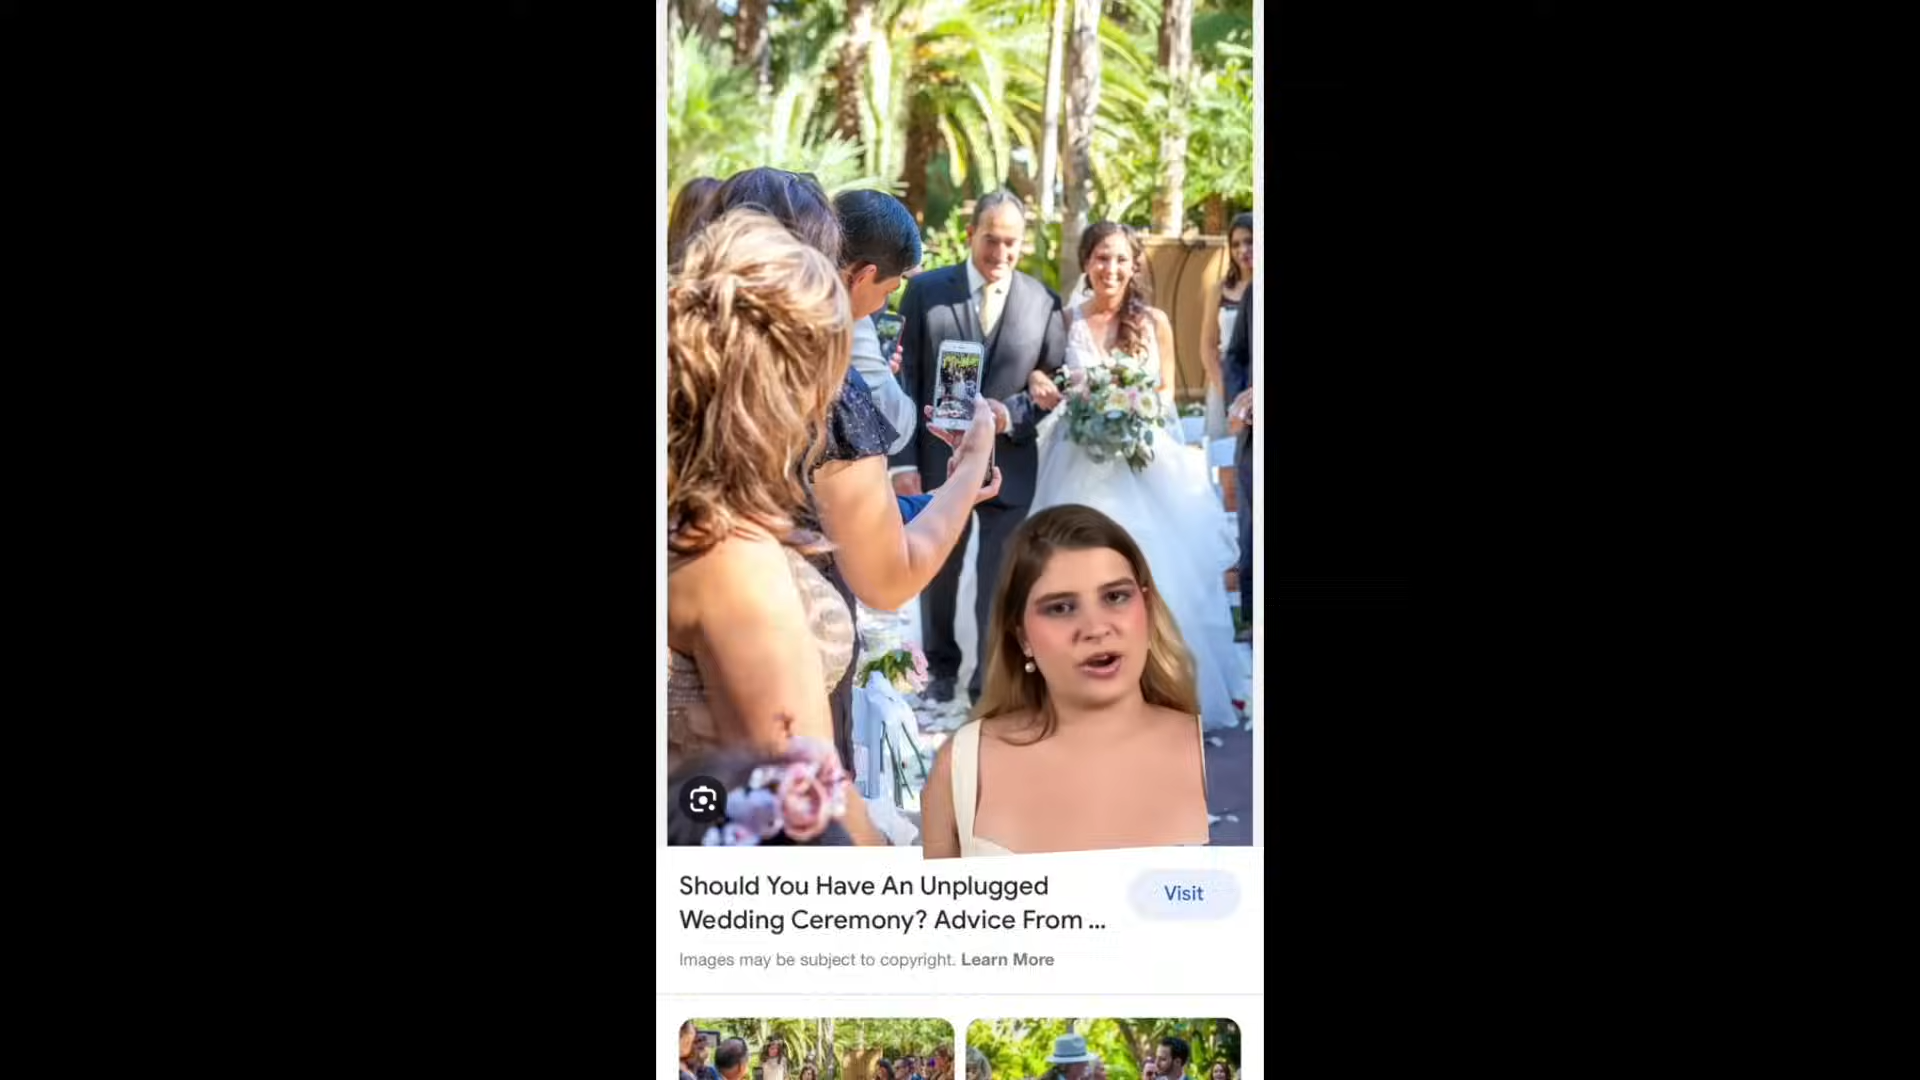 Should You Have An Unplugged
Wedding Ceremony? Advice From ...
Visit
Images may be subject to copyright. Learn More